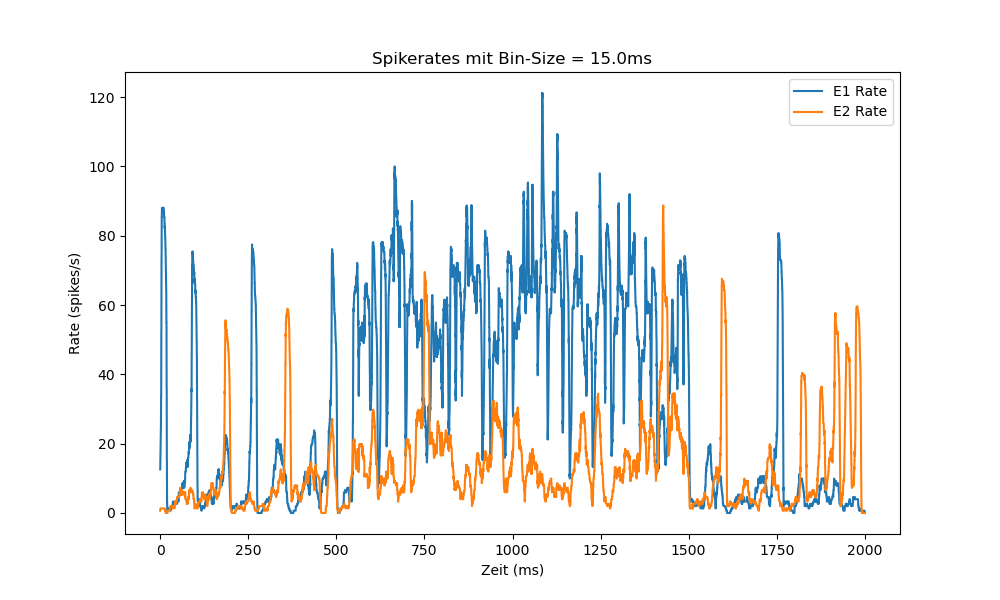 Spikerates mit Bin-Size = 15.0ms
E1 Rate
E2 Rate
Rate (spikes/s)
120
100
80
60
40
20
0
0 250 500 750 1000 1250 1500 1750 2000
Zeit (ms)